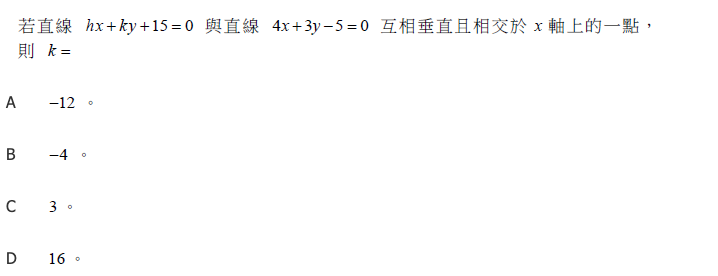 若直線 hx+ky+15=0 與直線 4x+3y−5=0 互相垂直且相交於 x 軸上的一點，
則 k=
A −12 。
B −4 。
C 3 。
D 16 。